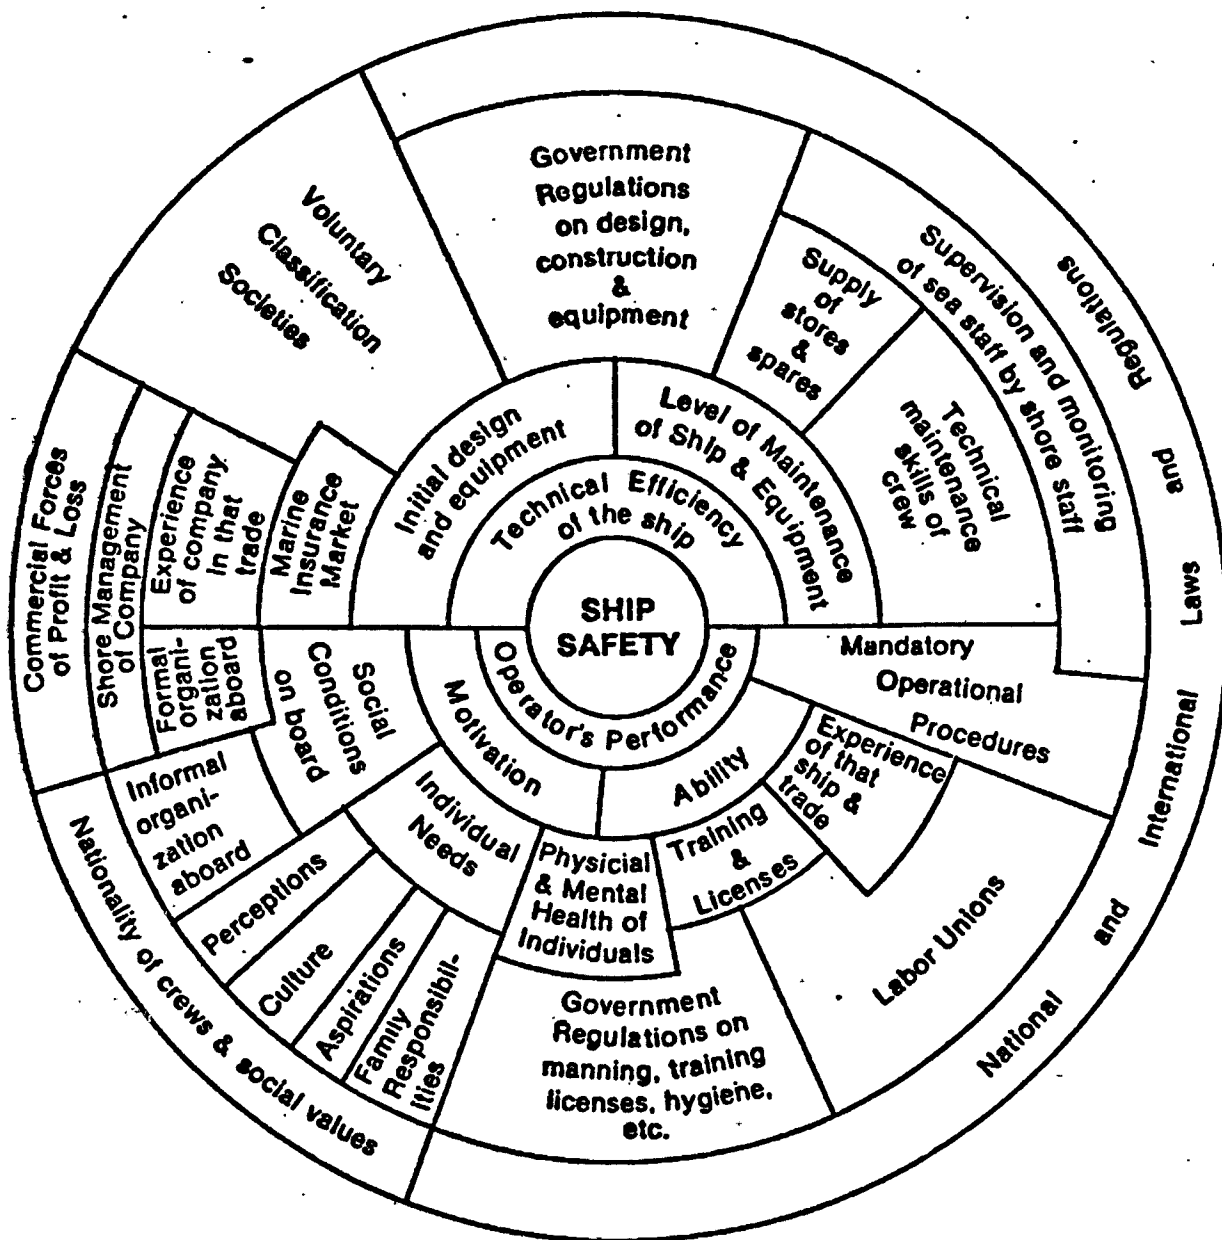 SHIP
SAFETY
Technical Efficiency
of the ship
Operator's Performance
Initial design
and equipment
Level of Maintenance
of Ship & Equipment
Motivation
Ability
Voluntary
Classification
Societies
Government
Regulations
on design,
construction
&
equipment
Supply
of
stores
&
spares
Technical
maintenance
skills of
crew
Supervision and monitoring
of sea staff by shore staff
Mandatory
Operational
Procedures
Experience
of that
ship &
trade
Training
&
Licenses
Labor Unions
Physicial
& Mental
Health of
Individuals
Government
Regulations on
manning, training
licenses, hygiene,
etc.
Individual
Needs
Perceptions
Culture
Aspirations
Family
Responsibil-
ities
Social
Conditions
on board
Informal
organi-
zation
aboard
Formal
organi-
zation
aboard
Marine
Insurance
Market
Experience
of company
in that
trade
Shore Management
of Company
Commercial Forces
of Profit & Loss
Nationality of crews & social values
National and International Laws and Regulations